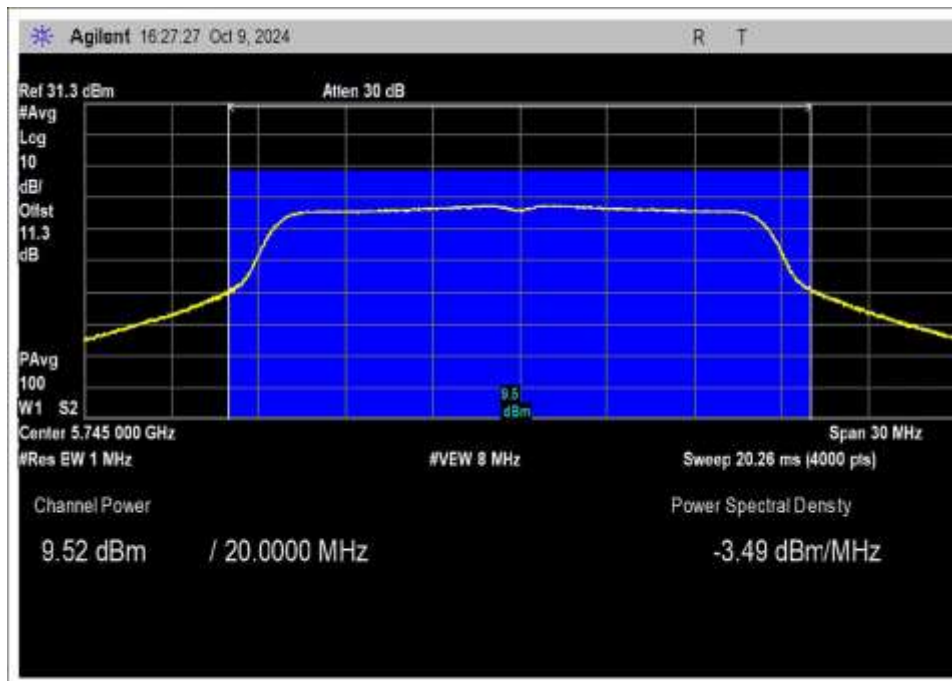 Agilent 16:27:27 Oct 9, 2024 R T
Ref 31.3 dBm Atten 30 dB
#Avg
Log
10
dB/
Offst
11.3
dB
PAvg
100
W1 S2
9.5
dBm
Center 5.745 000 GHz Span 30 MHz
#Res BW 1 MHz #VBW 8 MHz Sweep 20.26 ms (4000 pts)
Channel Power Power Spectral Density
9.52 dBm / 20.0000 MHz -3.49 dBm/MHz